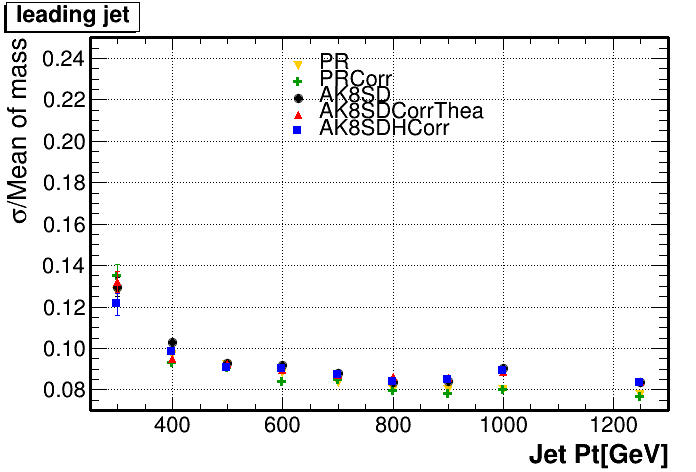 leading jet
σ/Mean of mass
0.24
0.22
0.20
0.18
0.16
0.14
0.12
0.10
0.08
PR
PRCorr
AK8SD
AK8SDCorrThea
AK8SDHCorr
400 600 800 1000 1200
Jet Pt[GeV]